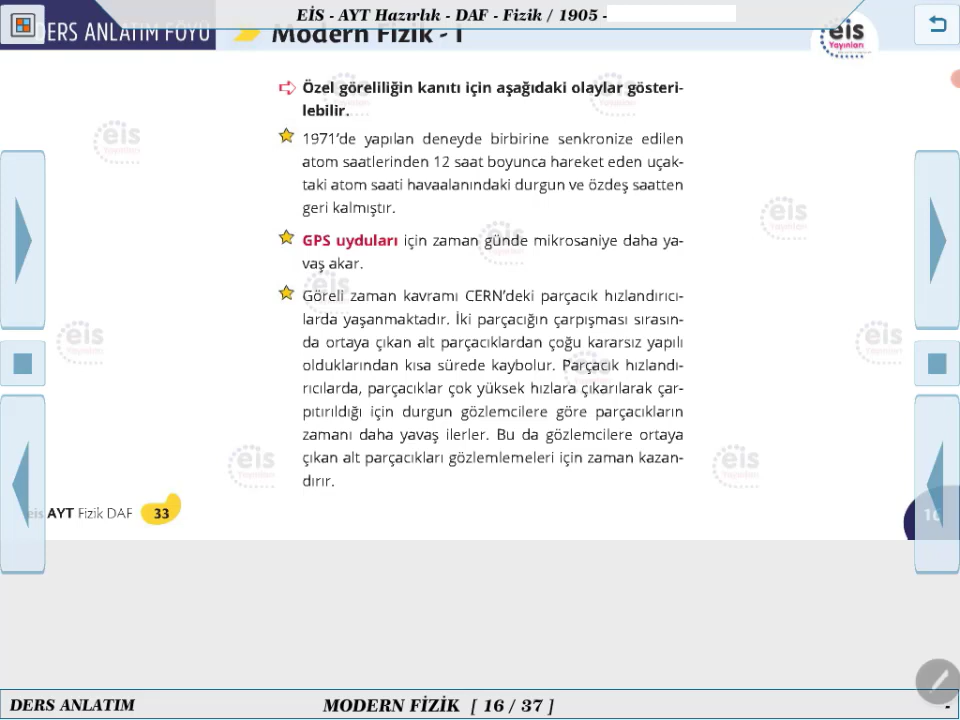 EİS - AYT Hazırlık - DAF - Fizik / 1905 -
DERS ANLATIM FÖYÜ
Modern Fizik - I
eis
Yayınları
Özel göreliliğin kanıtı için aşağıdaki olaylar gösteri-
lebilir.
1971'de yapılan deneyde birbirine senkronize edilen
atom saatlerinden 12 saat boyunca hareket eden uçak-
taki atom saati havaalanındaki durgun ve özdeş saatten
geri kalmıştır.
GPS uyduları için zaman günde mikrosaniye daha ya-
vaş akar.
Göreli zaman kavramı CERN'deki parçacık hızlandırıcı-
larda yaşanmaktadır. İki parçacığın çarpışması sırasın-
da ortaya çıkan alt parçacıklardan çoğu kararsız yapılı
olduklarından kısa sürede kaybolur. Parçacık hızlandı-
rıcılarda, parçacıklar çok yüksek hızlara çıkarılarak çar-
pıtırıldığı için durgun gözlemcilere göre parçacıkların
zamanı daha yavaş ilerler. Bu da gözlemcilere ortaya
çıkan alt parçacıkları gözlemlemeleri için zaman kazan-
dırır.
eis AYT Fizik DAF 33
16
DERS ANLATIM MODERN FİZİK [ 16 / 37 ] -